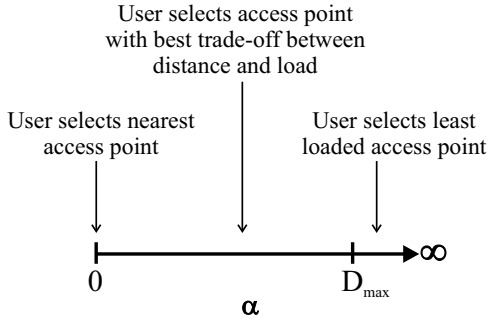 User selects access point
with best trade-off between
distance and load
User selects nearest
access point
User selects least
loaded access point
0
D_max
∞
α